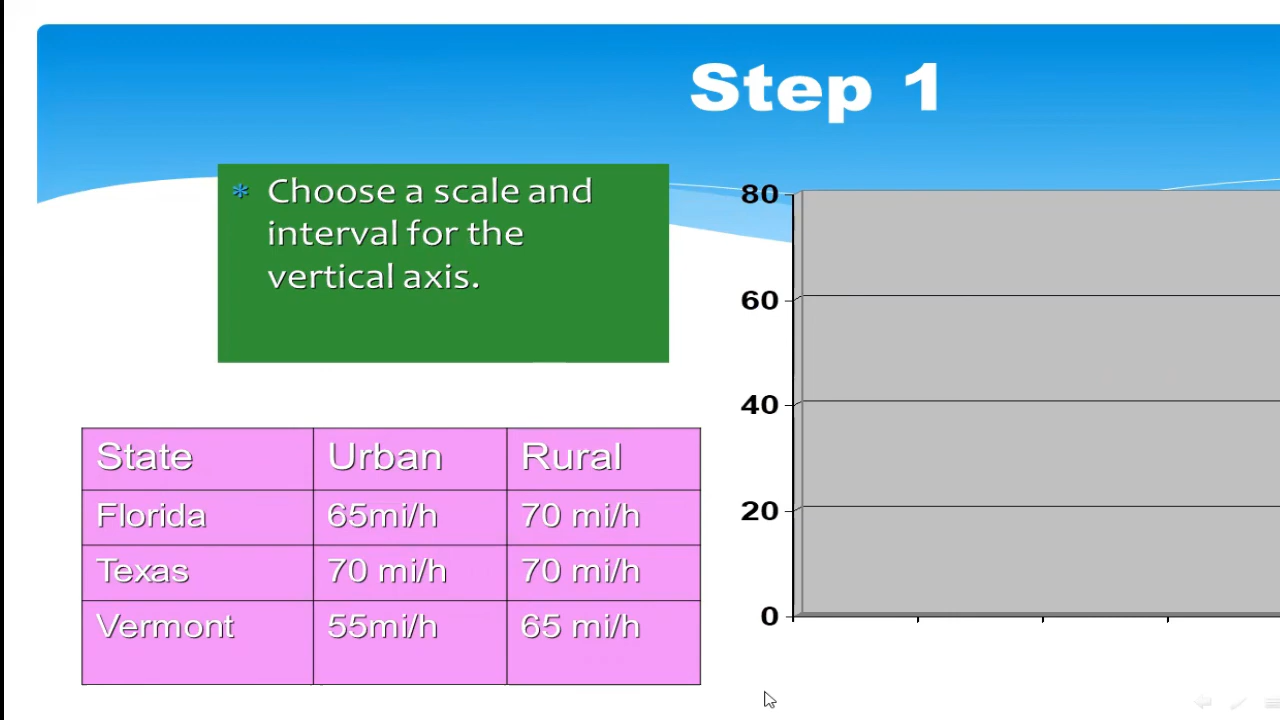 Step 1
* Choose a scale and
interval for the
vertical axis.
80
60
40
20
0
State Urban Rural
Florida 65mi/h 70 mi/h
Texas 70 mi/h 70 mi/h
Vermont 55mi/h 65 mi/h